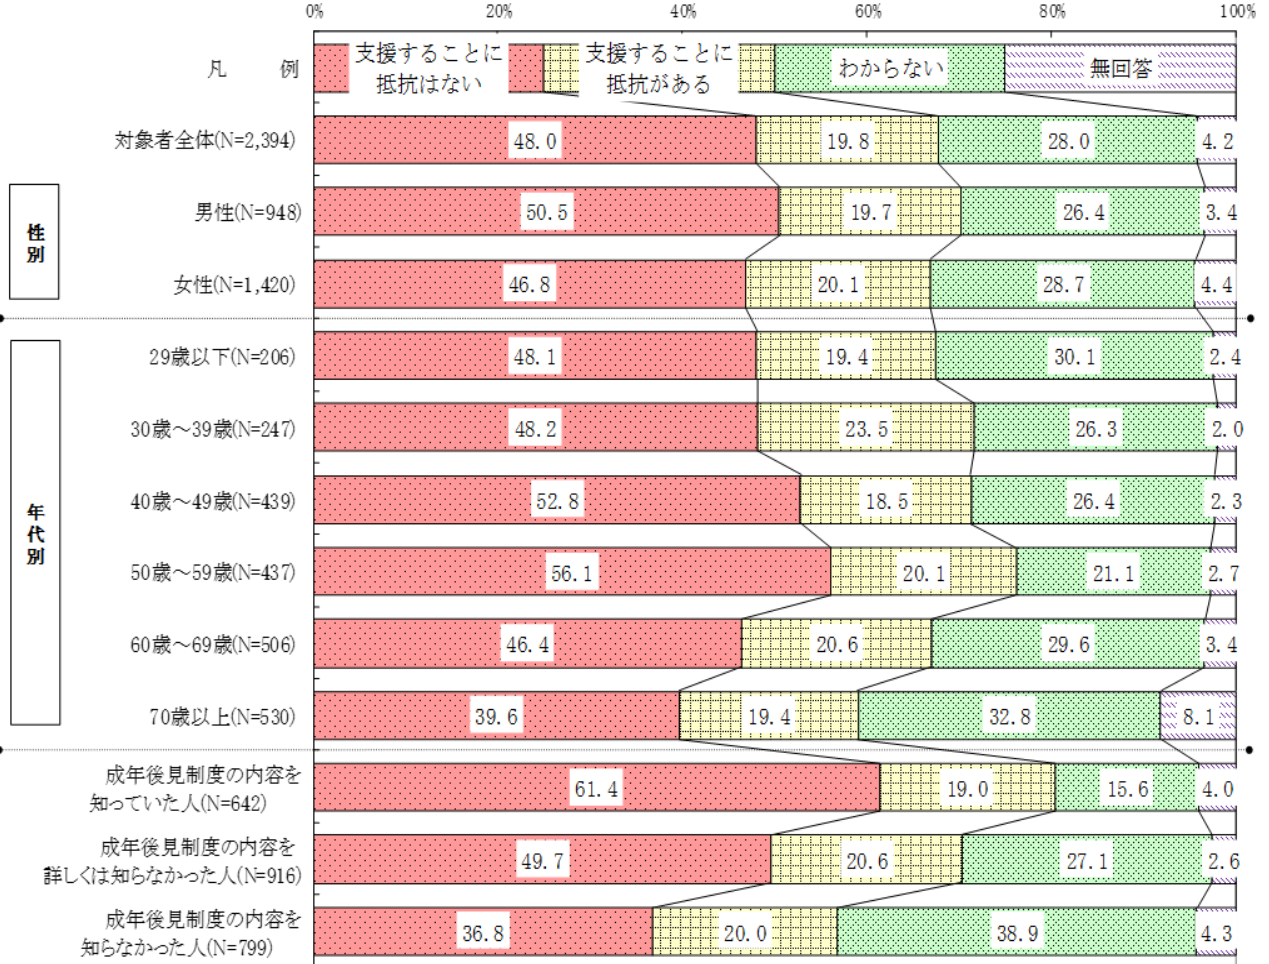 0%　20%　40%　60%　80%　100%
凡　例　支援することに抵抗はない　支援することに抵抗がある　わからない　無回答
対象者全体(N=2,394)　48.0　19.8　28.0　4.2
性別
男性(N=948)　50.5　19.7　26.4　3.4
女性(N=1,420)　46.8　20.1　28.7　4.4
年代別
29歳以下(N=206)　48.1　19.4　30.1　2.4
30歳～39歳(N=247)　48.2　23.5　26.3　2.0
40歳～49歳(N=439)　52.8　18.5　26.4　2.3
50歳～59歳(N=437)　56.1　20.1　21.1　2.7
60歳～69歳(N=506)　46.4　20.6　29.6　3.4
70歳以上(N=530)　39.6　19.4　32.8　8.1
成年後見制度の内容を
知っていた人(N=642)　61.4　19.0　15.6　4.0
成年後見制度の内容を
詳しくは知らなかった人(N=916)　49.7　20.6　27.1　2.6
成年後見制度の内容を
知らなかった人(N=799)　36.8　20.0　38.9　4.3